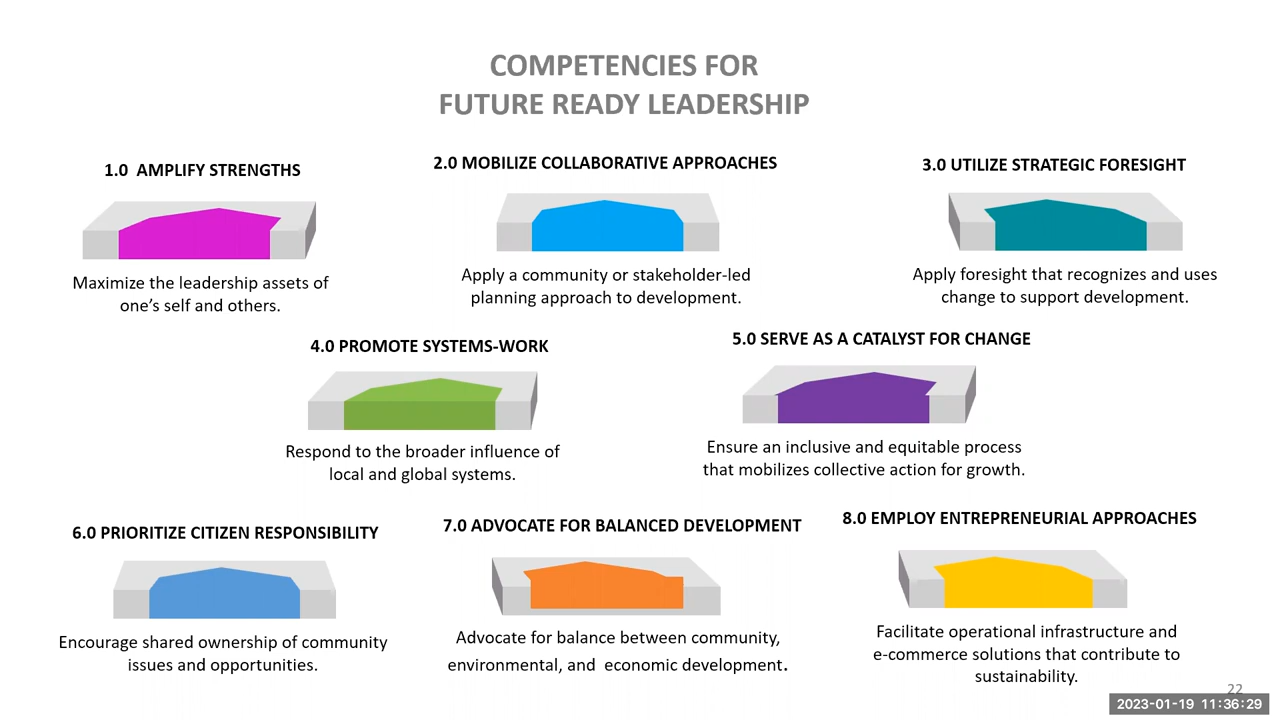 COMPETENCIES FOR
FUTURE READY LEADERSHIP
1.0  AMPLIFY STRENGTHS
Maximize the leadership assets of
one’s self and others.
2.0 MOBILIZE COLLABORATIVE APPROACHES
Apply a community or stakeholder-led
planning approach to development.
3.0 UTILIZE STRATEGIC FORESIGHT
Apply foresight that recognizes and uses
change to support development.
4.0 PROMOTE SYSTEMS-WORK
Respond to the broader influence of
local and global systems.
5.0 SERVE AS A CATALYST FOR CHANGE
Ensure an inclusive and equitable process
that mobilizes collective action for growth.
6.0 PRIORITIZE CITIZEN RESPONSIBILITY
Encourage shared ownership of community
issues and opportunities.
7.0 ADVOCATE FOR BALANCED DEVELOPMENT
Advocate for balance between community,
environmental, and  economic development.
8.0 EMPLOY ENTREPRENEURIAL APPROACHES
Facilitate operational infrastructure and
e-commerce solutions that contribute to
sustainability.
22
2023-01-19 11:36:29